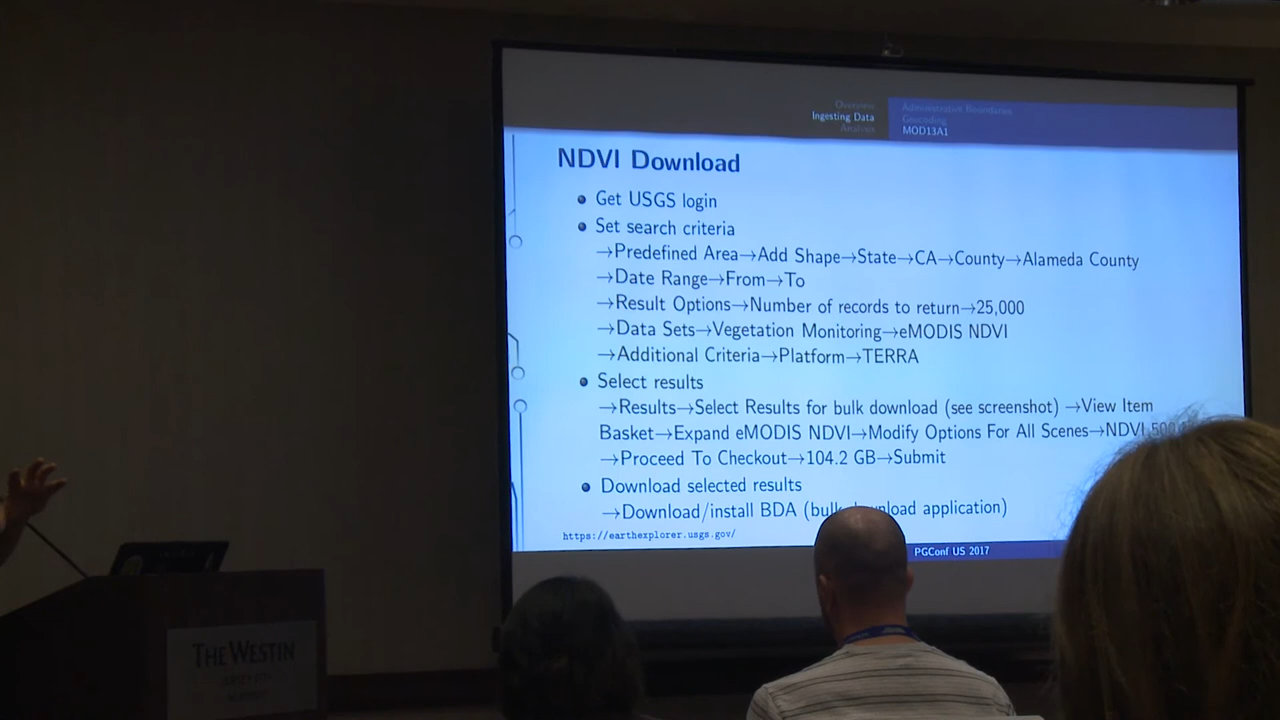 Overview
Ingesting Data
Analysis
Administrative Boundaries
Geocoding
MOD13A1
NDVI Download
Get USGS login
Set search criteria
→Predefined Area→Add Shape→State→CA→County→Alameda County
→Date Range→From→To
→Result Options→Number of records to return→25,000
→Data Sets→Vegetation Monitoring→eMODIS NDVI
→Additional Criteria→Platform→TERRA
Select results
→Results→Select Results for bulk download (see screenshot) →View Item
Basket→Expand eMODIS NDVI→Modify Options For All Scenes→NDVI
→Proceed To Checkout→104.2 GB→Submit
Download selected results
→Download/install BDA (bulk download application)
https://earthexplorer.usgs.gov/
PGConf US 2017
THE WESTIN